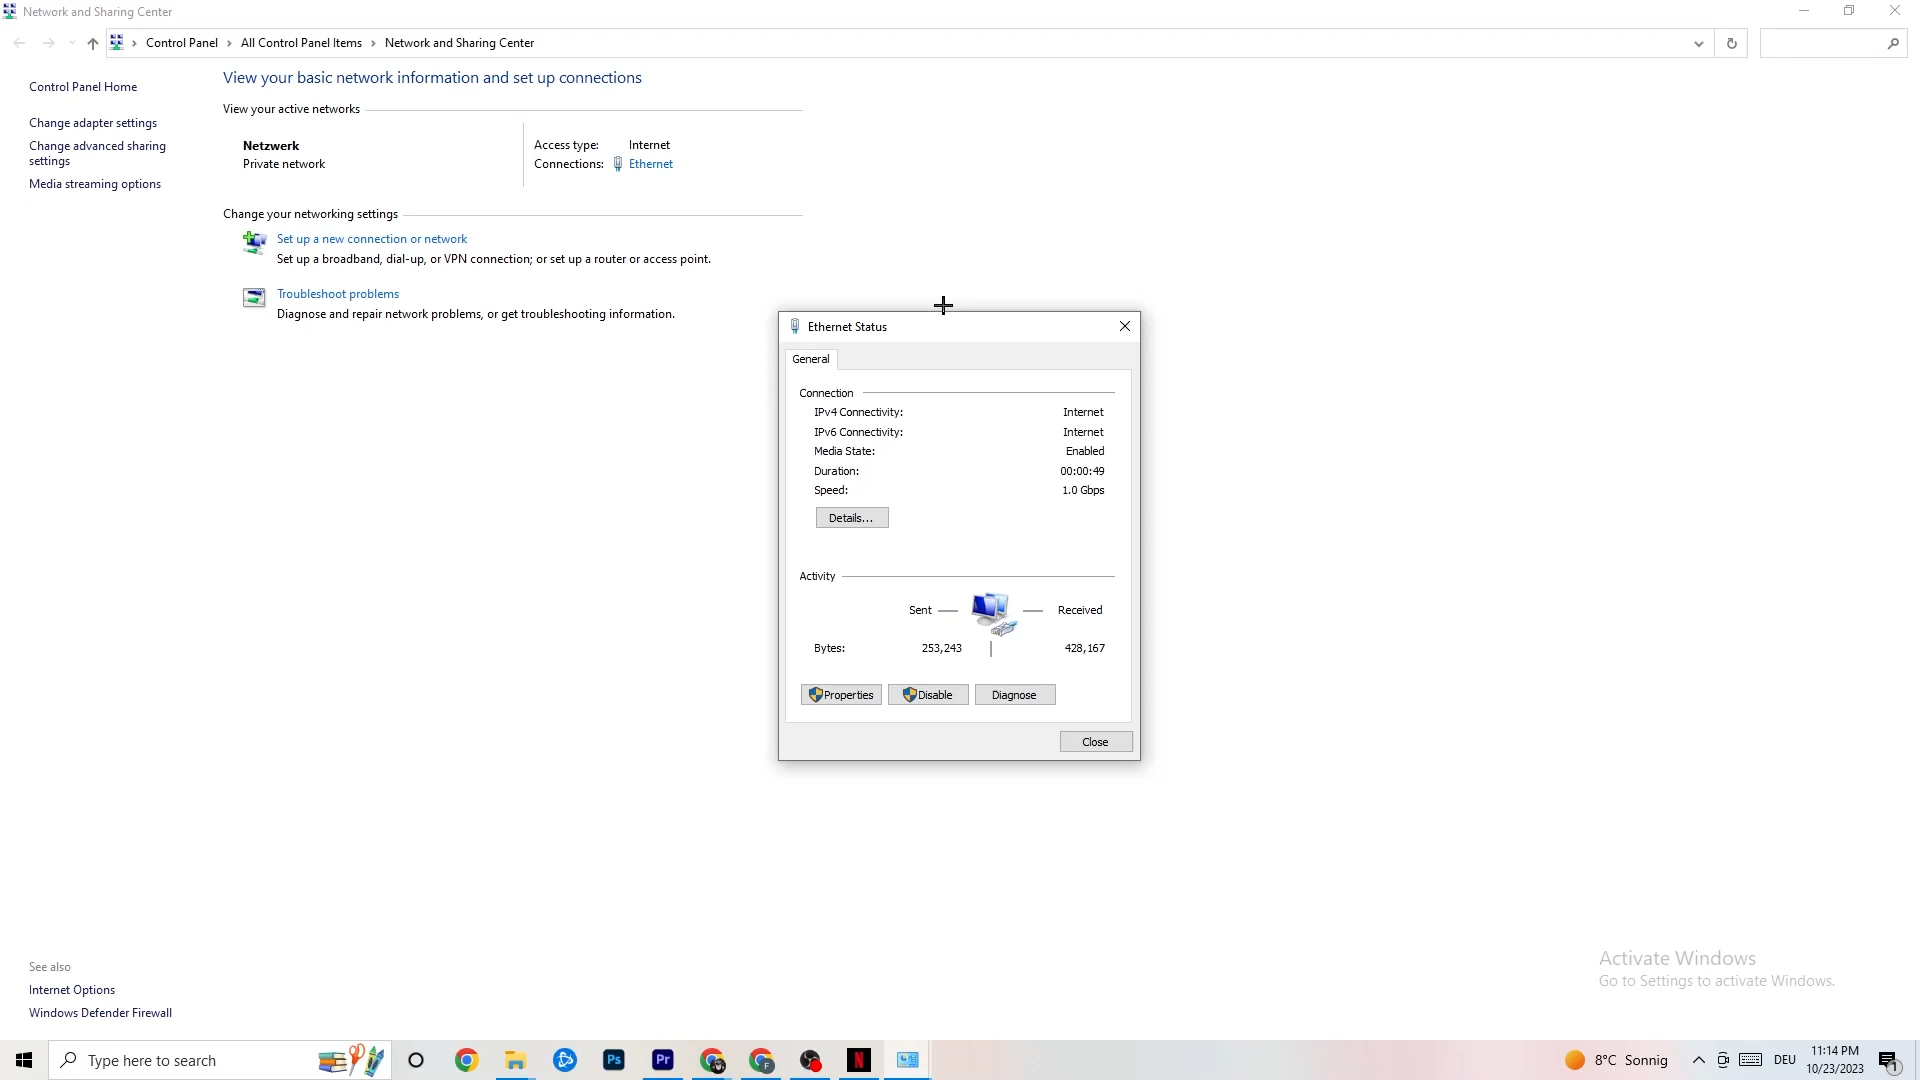 Network and Sharing Center
Control Panel
All Control Panel Items
Network and Sharing Center
Control Panel Home
Change adapter settings
Change advanced sharing
settings
Media streaming options
View your basic network information and set up connections
View your active networks
Netzwerk
Private network
Access type: Internet
Connections: Ethernet
Change your networking settings
Set up a new connection or network
Set up a broadband, dial-up, or VPN connection; or set up a router or access point.
Troubleshoot problems
Diagnose and repair network problems, or get troubleshooting information.
Ethernet Status
General
Connection
IPv4 Connectivity: Internet
IPv6 Connectivity: Internet
Media State: Enabled
Duration: 00:00:49
Speed: 1.0 Gbps
Details...
Activity
Sent — Received
Bytes: 253,243 428,167
Properties Disable Diagnose
Close
See also
Internet Options
Windows Defender Firewall
Activate Windows
Go to Settings to activate Windows.
Type here to search
Ps
Pr
F
N
8°C Sonnig
DEU
11:14 PM
10/23/2023
1